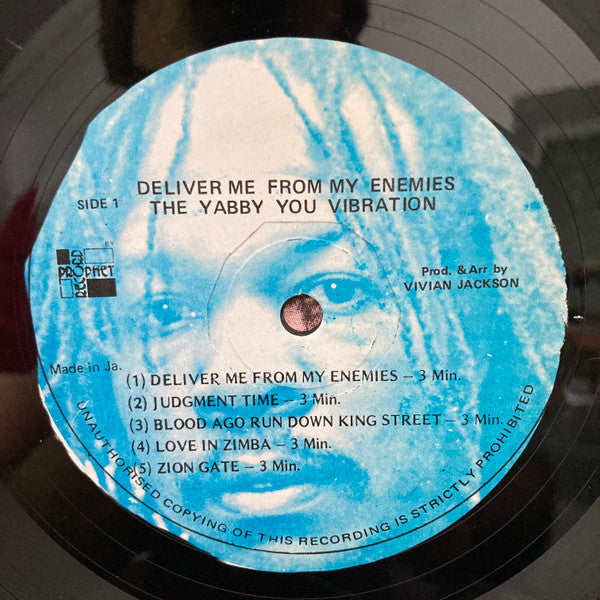 DELIVER ME FROM MY ENEMIES
SIDE 1
THE YABBY YOU VIBRATION
BY
PROPHET
RECORD
Prod. & Arr by
VIVIAN JACKSON
Made in Ja.
(1) DELIVER ME FROM MY ENEMIES – 3 Min.
(2) JUDGMENT TIME – 3 Min.
(3) BLOOD AGO RUN DOWN KING STREET – 3 Min.
(4) LOVE IN ZIMBA – 3 Min.
(5) ZION GATE – 3 Min.
UNAUTHORISED COPYING OF THIS RECORDING IS STRICTLY PROHIBITED